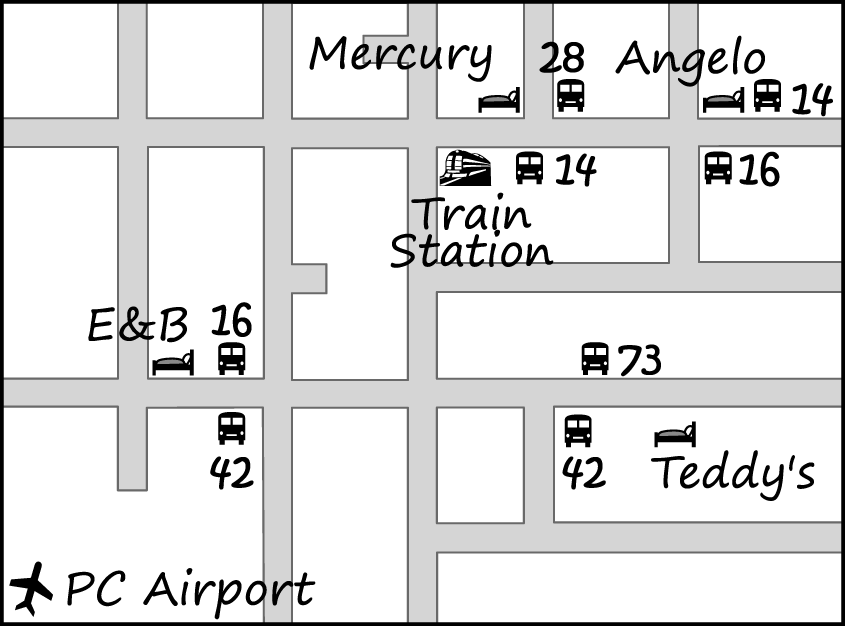 Mercury
28
Angelo
14
14
16
Train
Station
E&B
16
73
42
42
Teddy's
PC Airport